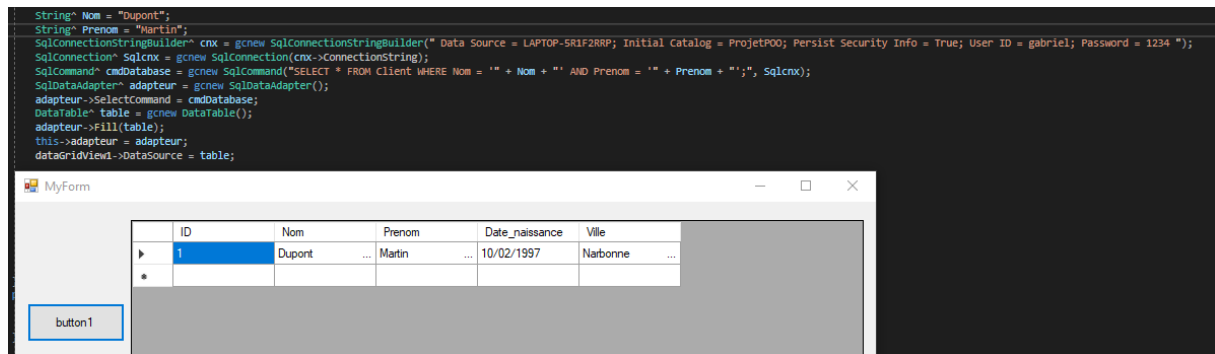 String^ Nom = "Dupont";
String^ Prenom = "Martin";
SqlConnectionStringBuilder^ cnx = gcnew SqlConnectionStringBuilder(" Data Source = LAPTOP-5R1F2RRP; Initial Catalog = ProjetPOO; Persist Security Info = True; User ID = gabriel; Password = 1234 ");
SqlConnection^ Sqlcnx = gcnew SqlConnection(cnx->ConnectionString);
SqlCommand^ cmdDatabase = gcnew SqlCommand("SELECT * FROM Client WHERE Nom = '" + Nom + "' AND Prenom = '" + Prenom + "';", Sqlcnx);
SqlDataAdapter^ adapteur = gcnew SqlDataAdapter();
adapteur->SelectCommand = cmdDatabase;
DataTable^ table = gcnew DataTable();
adapteur->Fill(table);
this->adapteur = adapteur;
dataGridView1->DataSource = table;
MyForm
ID Nom Prenom Date_naissance Ville
1 Dupont ... Martin ... 10/02/1997 Narbonne ...
button1